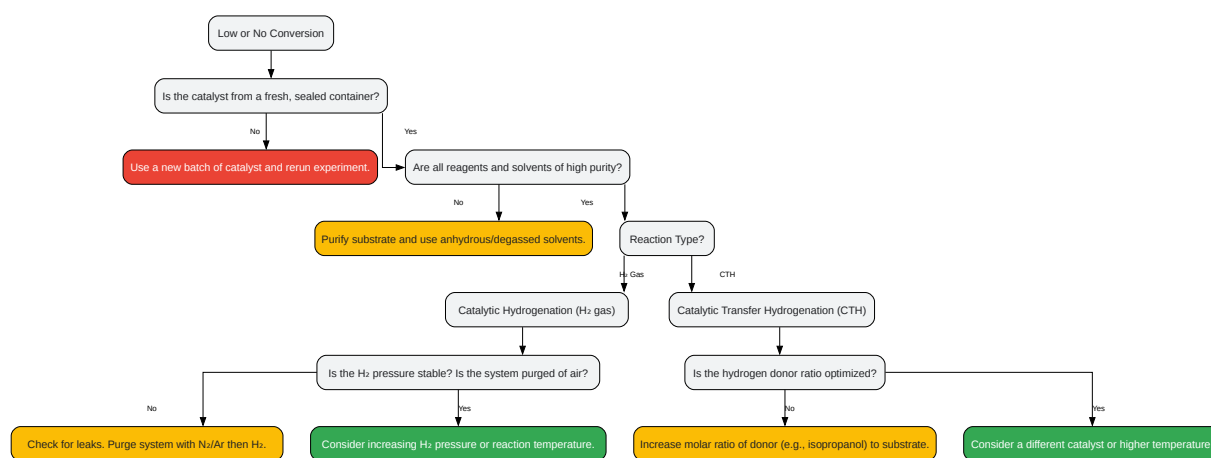 Low or No Conversion
Is the catalyst from a fresh, sealed container?
No
Yes
Use a new batch of catalyst and rerun experiment.
Are all reagents and solvents of high purity?
No
Yes
Purify substrate and use anhydrous/degassed solvents.
Reaction Type?
H₂ Gas
CTH
Catalytic Hydrogenation (H₂ gas)
Catalytic Transfer Hydrogenation (CTH)
Is the H₂ pressure stable? Is the system purged of air?
Is the hydrogen donor ratio optimized?
No
Yes
No
Yes
Check for leaks. Purge system with N₂/Ar then H₂.
Consider increasing H₂ pressure or reaction temperature.
Increase molar ratio of donor (e.g., isopropanol) to substrate.
Consider a different catalyst or higher temperature